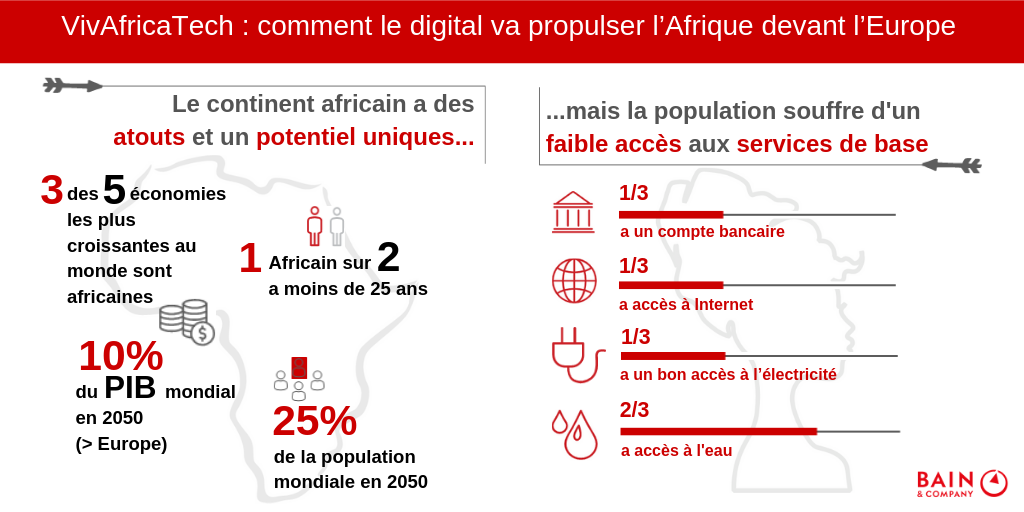 VivAfricaTech : comment le digital va propulser l’Afrique devant l’Europe
Le continent africain a des
atouts et un potentiel uniques...
3 des 5 économies
les plus
croissantes au
monde sont
africaines
1 Africain sur 2
a moins de 25 ans
10%
du PIB mondial
en 2050
(> Europe)
25%
de la population
mondiale en 2050
...mais la population souffre d'un
faible accès aux services de base
1/3
a un compte bancaire
1/3
a accès à Internet
1/3
a un bon accès à l’électricité
2/3
a accès à l'eau
BAIN
& COMPANY